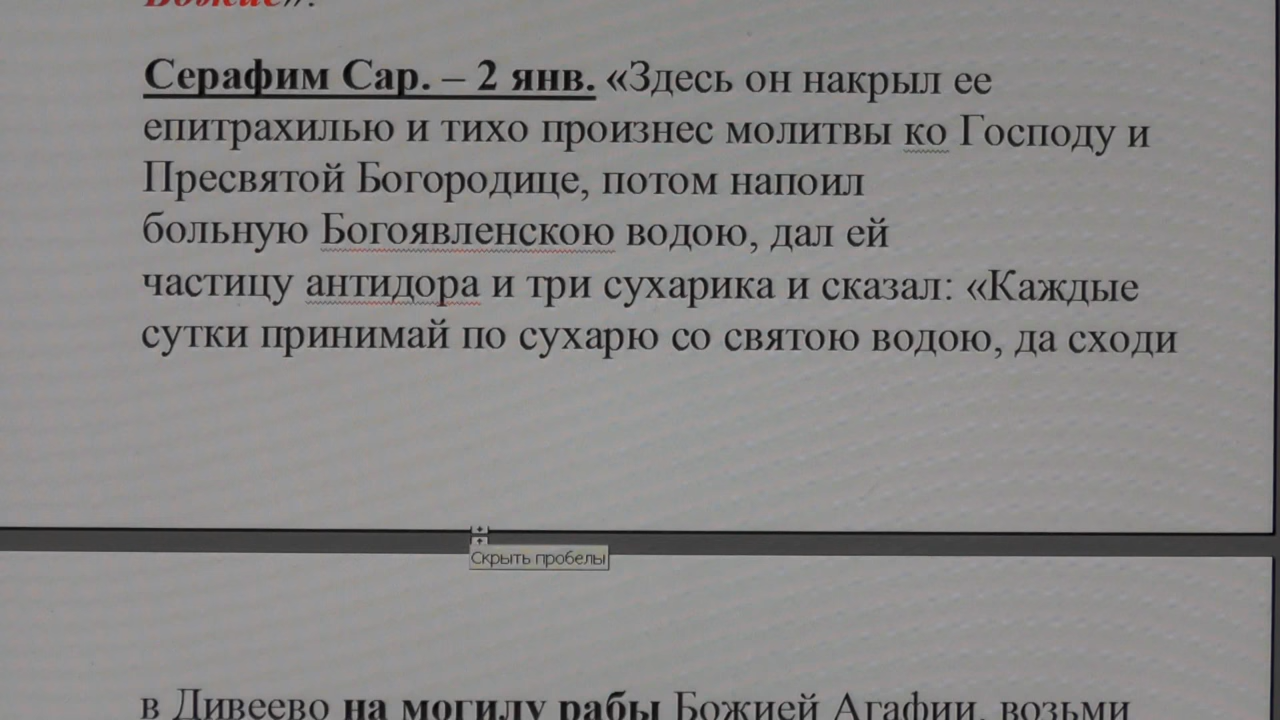 Божие».
Серафим Сар. – 2 янв. «Здесь он накрыл ее
епитрахилью и тихо произнес молитвы ко Господу и
Пресвятой Богородице, потом напоил
больную Богоявленскою водою, дал ей
частицу антидора и три сухарика и сказал: «Каждые
сутки принимай по сухарю со святою водою, да сходи
Скрыть пробелы
в Дивеево на могилу рабы Божией Агафии, возьми